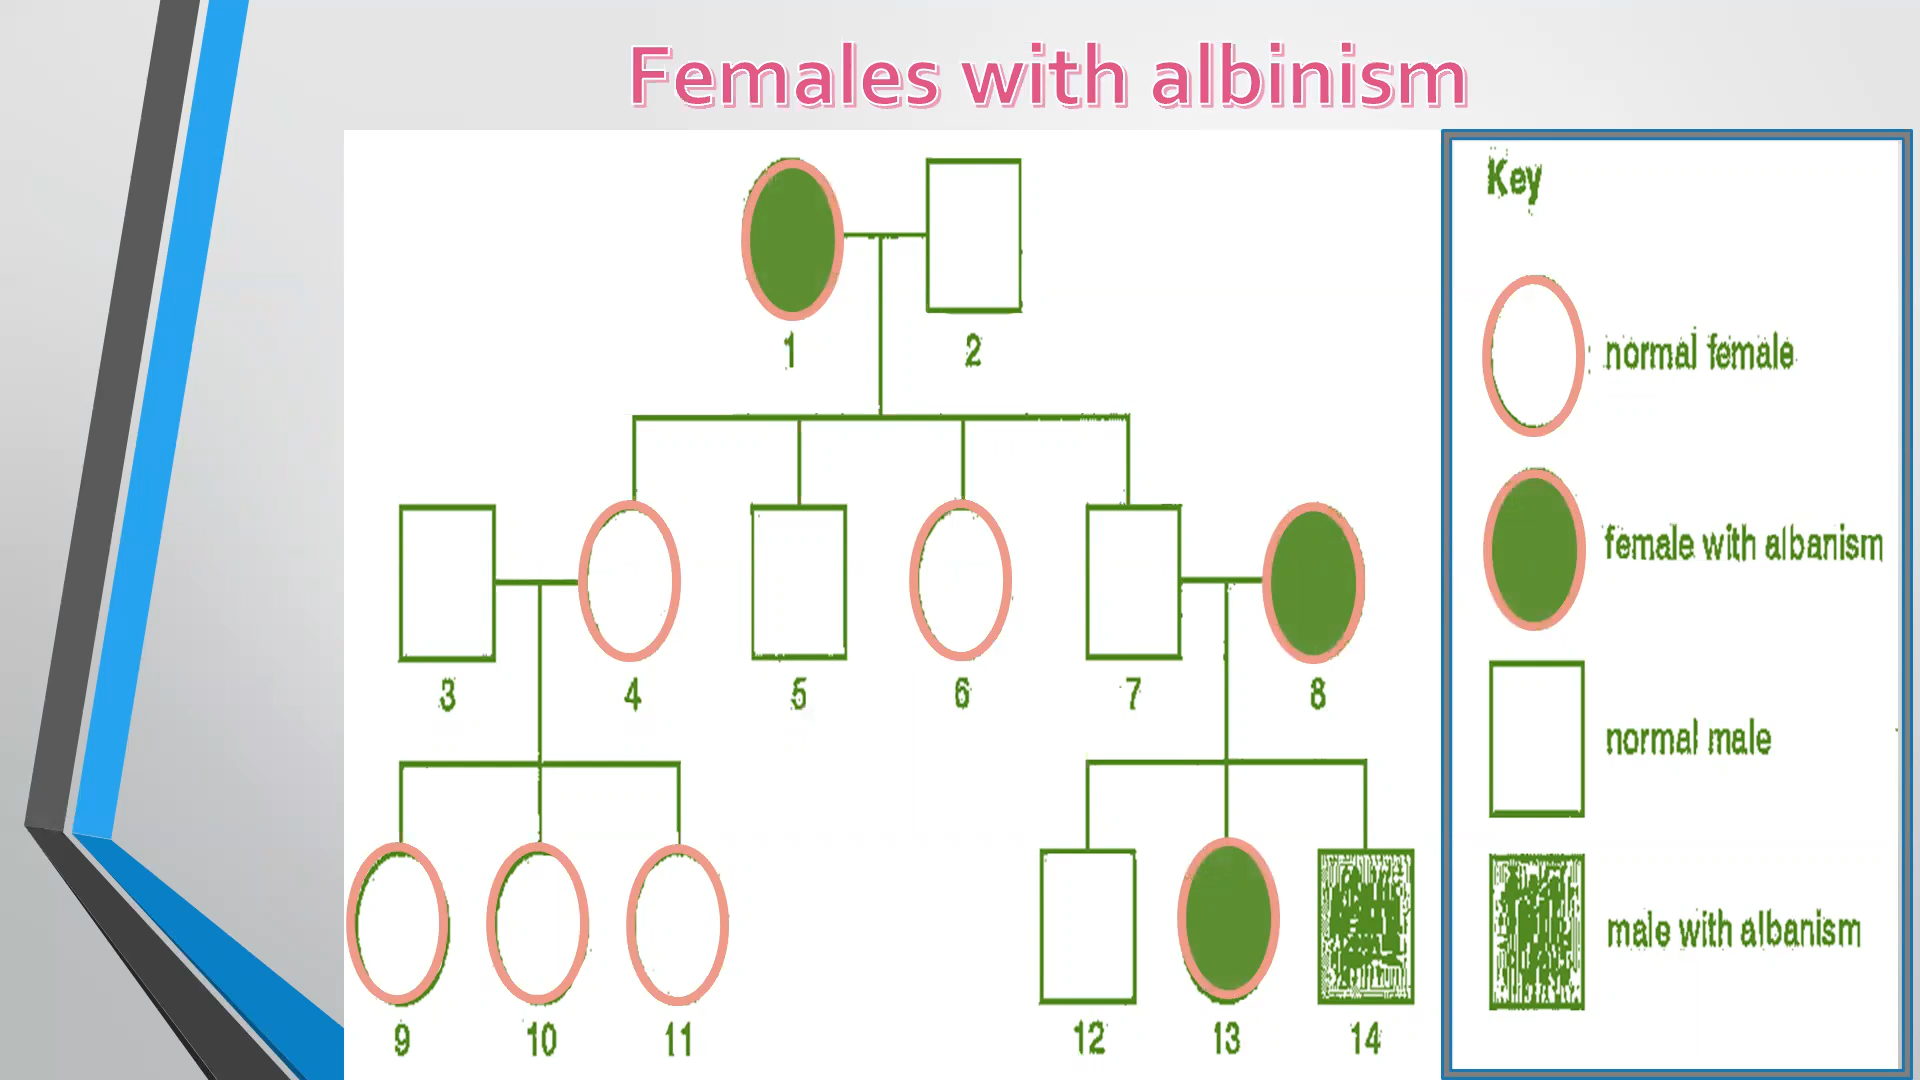 Females with albinism
Key
normal female
female with albanism
normal male
male with albanism
1 2
3 4 5 6 7 8
9 10 11 12 13 14